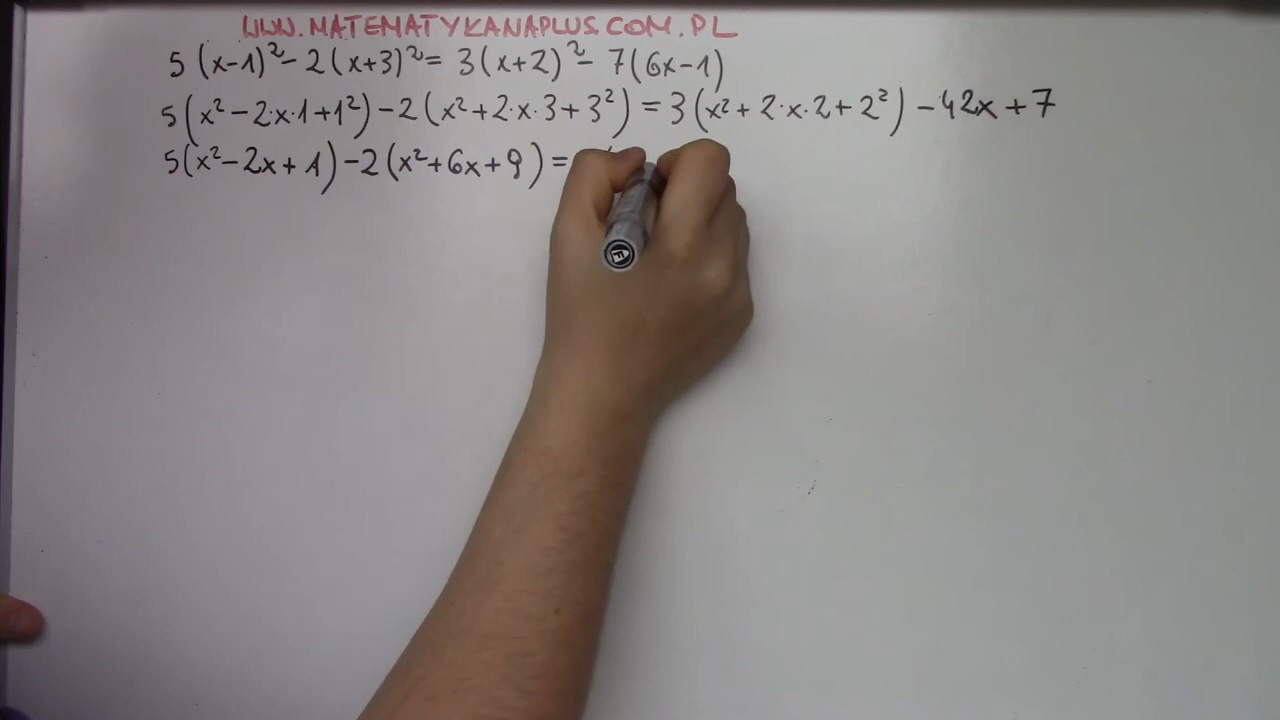 WWW.MATEMATYKANAPLUS.COM.PL
5(x-1)²-2(x+3)²=3(x+2)²-7(6x-1)
5(x²-2·x·1+1²)-2(x²+2·x·3+3²)=3(x²+2·x·2+2²)-42x+7
5(x²-2x+1)-2(x²+6x+9)=